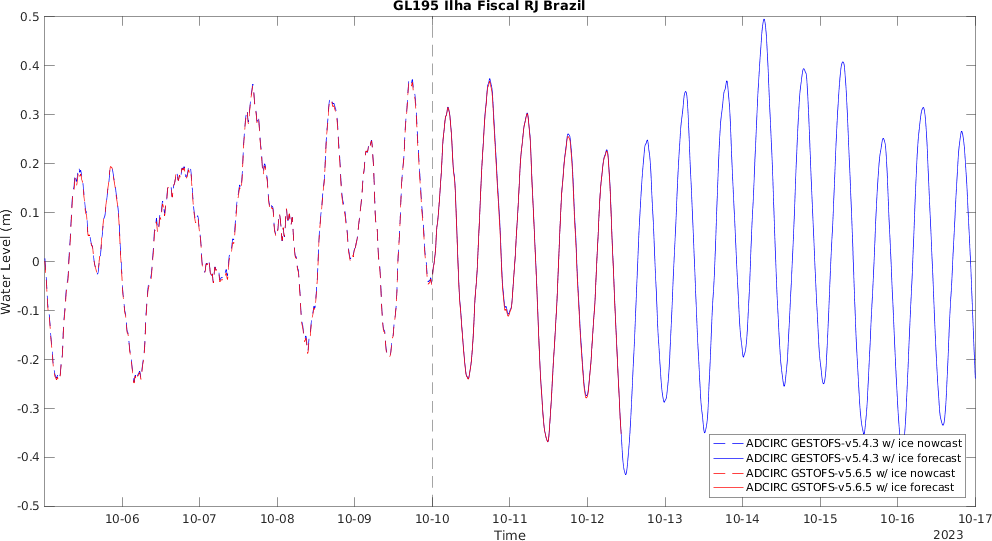 GL195 Ilha Fiscal RJ Brazil
Water Level (m)
0.5
0.4
0.3
0.2
0.1
0
-0.1
-0.2
-0.3
-0.4
-0.5
ADCIRC GESTOFS-v5.4.3 w/ ice nowcast
ADCIRC GESTOFS-v5.4.3 w/ ice forecast
ADCIRC GSTOFS-v5.6.5 w/ ice nowcast
ADCIRC GSTOFS-v5.6.5 w/ ice forecast
10-06 10-07 10-08 10-09 10-10 10-11 10-12 10-13 10-14 10-15 10-16 10-17
Time
2023